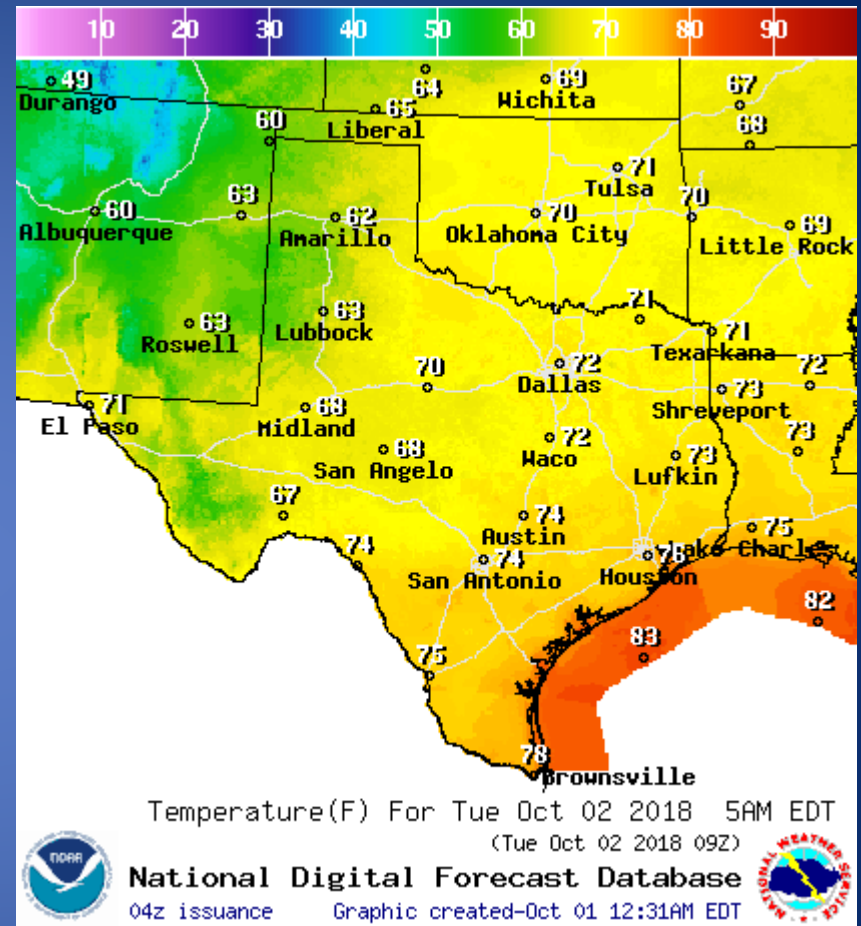 10 20 30 40 50 60 70 80 90
49
Durango
64
65
Liberal
69
Wichita
67
68
60
60
Albuquerque
63
62
Amarillo
71
Tulsa
70
Oklahoma City
70
69
Little Rock
63
Roswell
63
Lubbock
71
71
Texarkana
72
Dallas
70
73
Shreveport
72
71
El Paso
Midland
72
Waco
73
Lufkin
73
San Angelo
67
74
Austin
75
Lake Charles
74
74
San Antonio
Houston
82
83
75
78
Brownsville
Temperature(F) For Tue Oct 02 2018 5AM EDT
(Tue Oct 02 2018 09Z)
NOAA
National Digital Forecast Database
NATIONAL WEATHER SERVICE
04z issuance Graphic created-Oct 01 12:31AM EDT